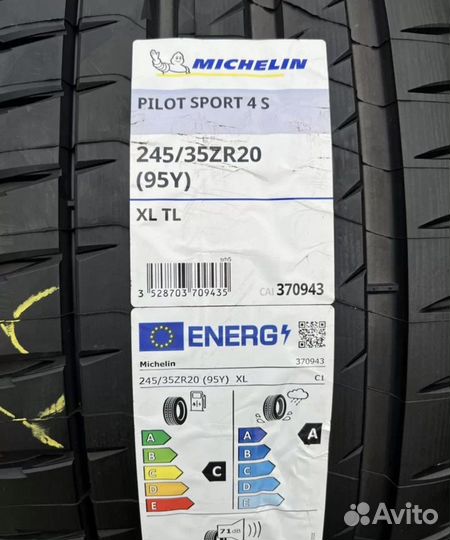 MICHELIN
PILOT SPORT 4 S
245/35ZR20
(95Y)
XL TL
3 528703 709435
CAI 370943
ENERG
Michelin 370943
245/35ZR20 (95Y) XL C1
A A A
B B
C C C
D D
E E
71 dB
Avito